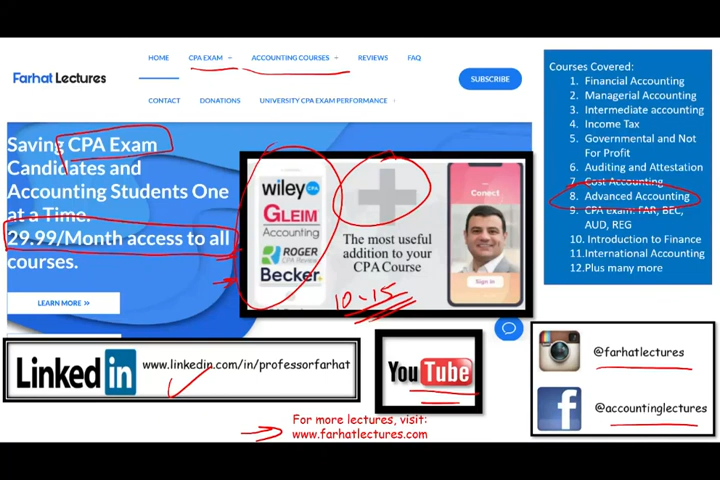 HOME
CPA EXAM
ACCOUNTING COURSES
REVIEWS
FAQ
Farhat Lectures
SUBSCRIBE
CONTACT
DONATIONS
UNIVERSITY CPA EXAM PERFORMANCE
Saving CPA Exam
Candidates and
Accounting Students One
at a Time.
29.99/Month access to all
courses.
LEARN MORE »
wiley CPA
GLEIM
Accounting
ROGER
CPA Review
Becker
The most useful
addition to your
CPA Course
10-15
Conect
Sign in
Courses Covered:
1. Financial Accounting
2. Managerial Accounting
3. Intermediate accounting
4. Income Tax
5. Governmental and Not
For Profit
6. Auditing and Attestation
7. Cost Accounting
8. Advanced Accounting
9. CPA exam: FAR, BEC,
AUD, REG
10. Introduction to Finance
11.International Accounting
12.Plus many more
Linked in
www.linkedin.com/in/professorfarhat
YouTube
@farhatlectures
@accountinglectures
For more lectures, visit:
www.farhatlectures.com